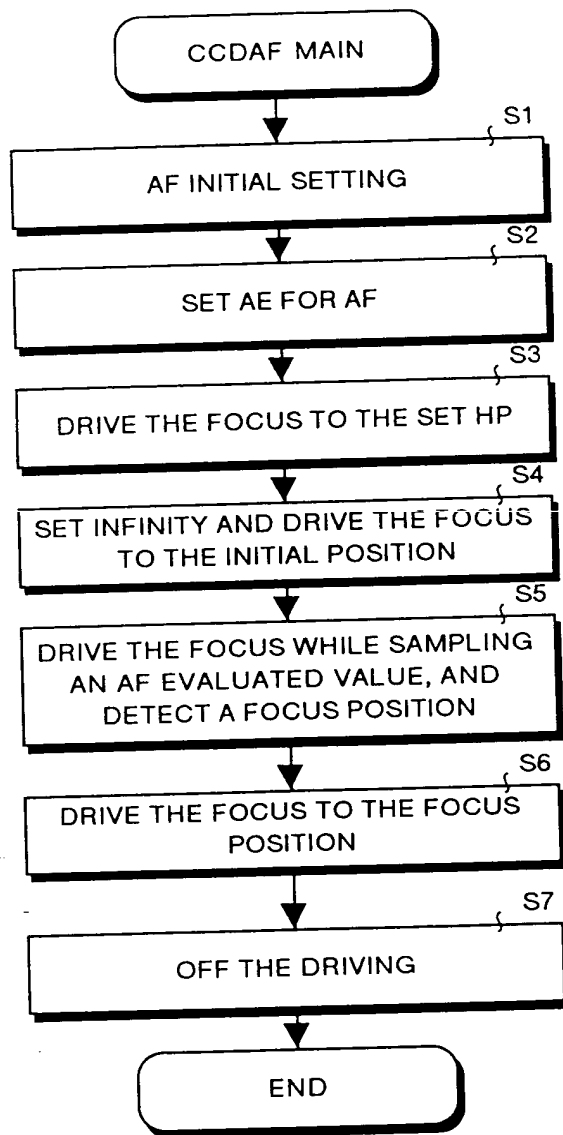 CCDAF MAIN
S1
AF INITIAL SETTING
S2
SET AE FOR AF
S3
DRIVE THE FOCUS TO THE SET HP
S4
SET INFINITY AND DRIVE THE FOCUS
TO THE INITIAL POSITION
S5
DRIVE THE FOCUS WHILE SAMPLING
AN AF EVALUATED VALUE, AND
DETECT A FOCUS POSITION
S6
DRIVE THE FOCUS TO THE FOCUS
POSITION
S7
OFF THE DRIVING
END